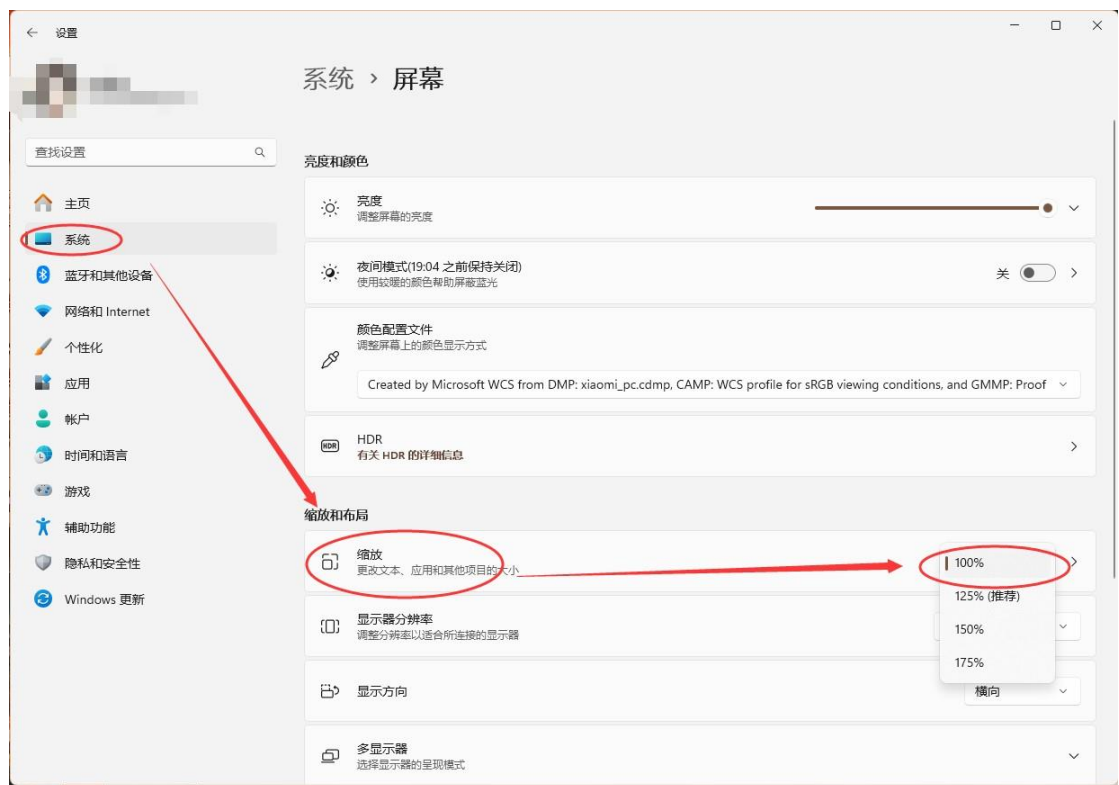 设置
系统 > 屏幕
查找设置
主页
系统
蓝牙和其他设备
网络和 Internet
个性化
应用
帐户
时间和语言
游戏
辅助功能
隐私和安全性
Windows 更新
亮度和颜色
亮度
调整屏幕的亮度
夜间模式(19:04 之前保持关闭)
使用较暖的颜色帮助屏蔽蓝光
关
颜色配置文件
调整屏幕上的颜色显示方式
Created by Microsoft WCS from DMP: xiaomi_pc.cdmp, CAMP: WCS profile for sRGB viewing conditions, and GMMP: Proof
HDR
HDR
有关 HDR 的详细信息
缩放和布局
缩放
更改文本、应用和其他项目的大小
100%
125% (推荐)
150%
175%
显示器分辨率
调整分辨率以适合所连接的显示器
显示方向
横向
多显示器
选择显示器的呈现模式